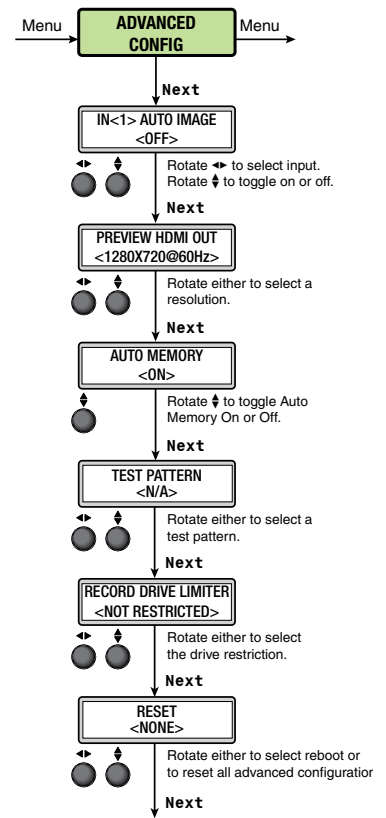 Menu
ADVANCED
CONFIG
Menu
Next
IN<1> AUTO IMAGE
<OFF>
Rotate ◂▸ to select input.
Rotate ▴▾ to toggle on or off.
Next
PREVIEW HDMI OUT
<1280X720@60Hz>
Rotate either to select a
resolution.
Next
AUTO MEMORY
<ON>
Rotate ▴▾ to toggle Auto
Memory On or Off.
Next
TEST PATTERN
<N/A>
Rotate either to select a
test pattern.
Next
RECORD DRIVE LIMITER
<NOT RESTRICTED>
Rotate either to select
the drive restriction.
Next
RESET
<NONE>
Rotate either to select reboot or
to reset all advanced configuration
Next